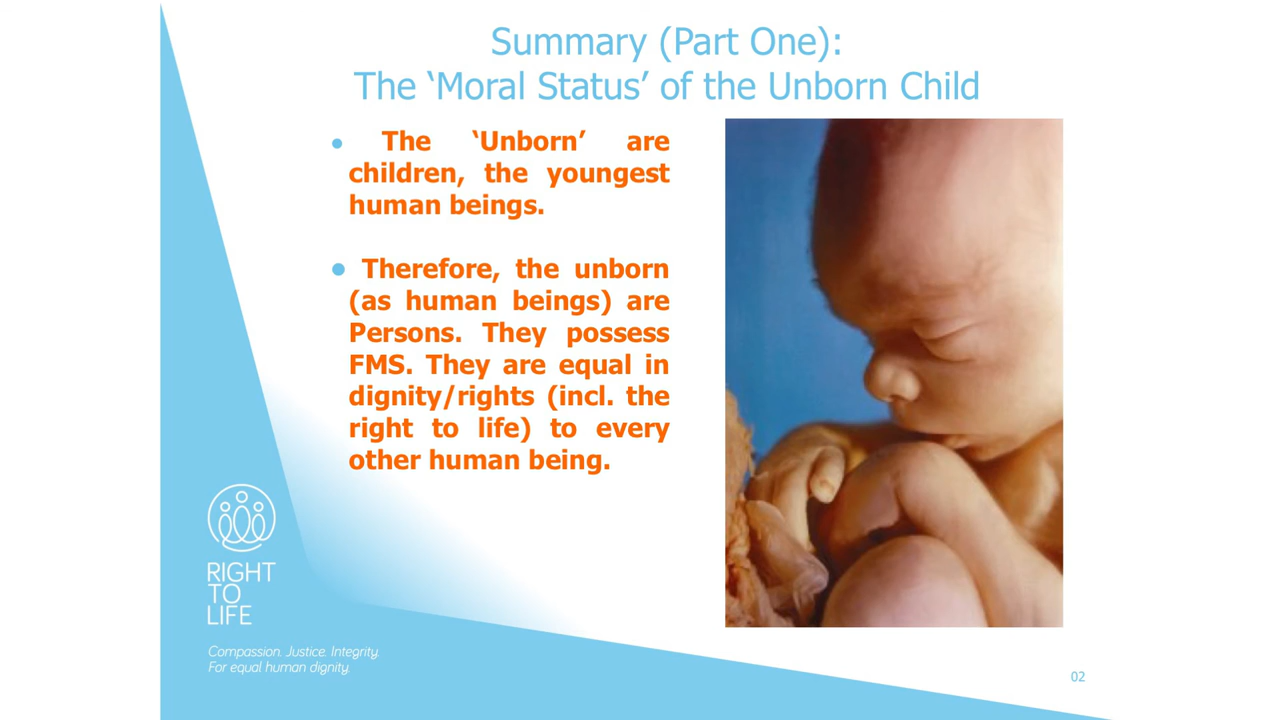 Summary (Part One):
The ‘Moral Status’ of the Unborn Child
• The ‘Unborn’ are
children, the youngest
human beings.
• Therefore, the unborn
(as human beings) are
Persons. They possess
FMS. They are equal in
dignity/rights (incl. the
right to life) to every
other human being.
RIGHT
TO
LIFE
Compassion. Justice. Integrity.
For equal human dignity.
02